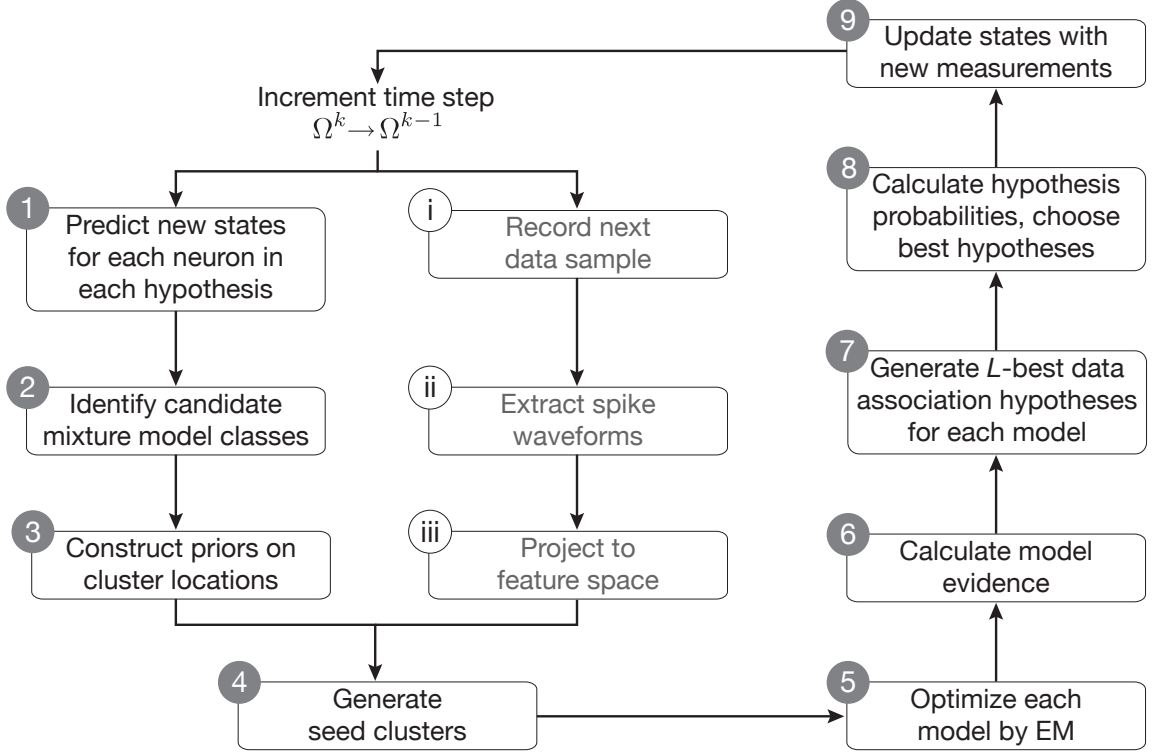 9
Update states with
new measurements
Increment time step
Ω^k → Ω^{k−1}
1
Predict new states
for each neuron in
each hypothesis
i
Record next
data sample
8
Calculate hypothesis
probabilities, choose
best hypotheses
2
Identify candidate
mixture model classes
ii
Extract spike
waveforms
7
Generate L-best data
association hypotheses
for each model
3
Construct priors on
cluster locations
iii
Project to
feature space
6
Calculate model
evidence
4
Generate
seed clusters
5
Optimize each
model by EM